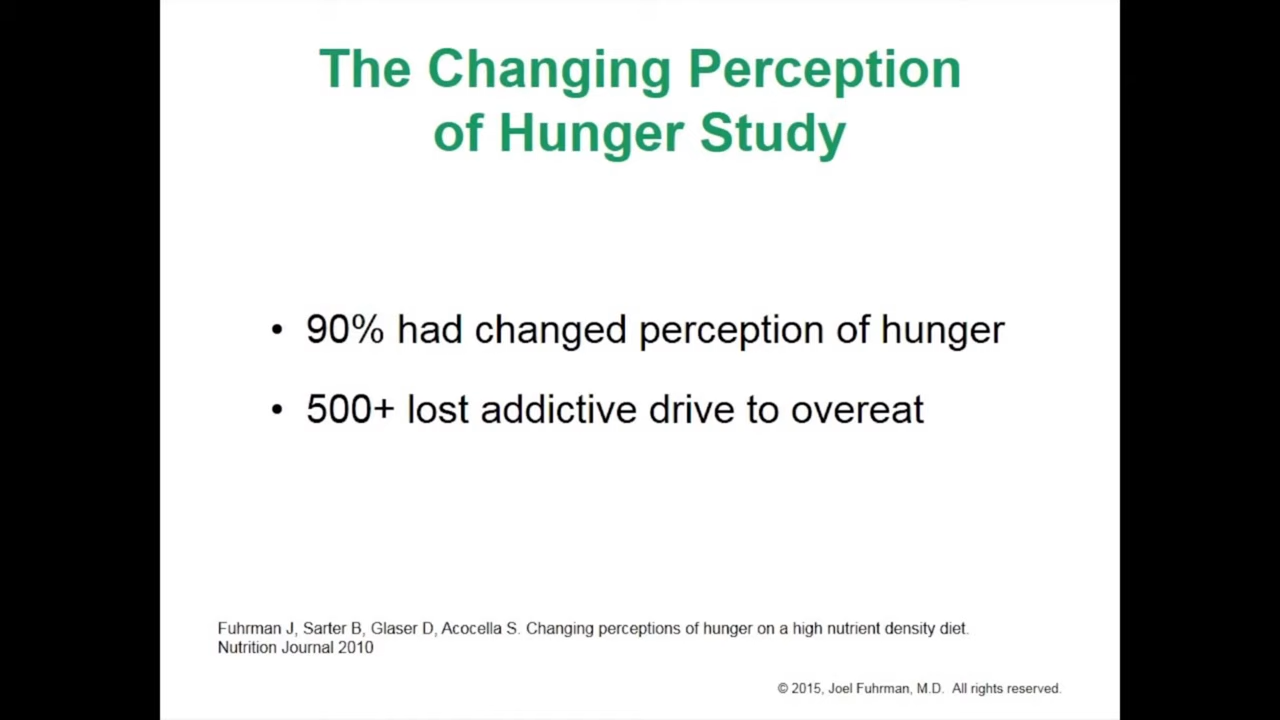 The Changing Perception
of Hunger Study
• 90% had changed perception of hunger
• 500+ lost addictive drive to overeat
Fuhrman J, Sarter B, Glaser D, Acocella S. Changing perceptions of hunger on a high nutrient density diet.
Nutrition Journal 2010
© 2015, Joel Fuhrman, M.D. All rights reserved.